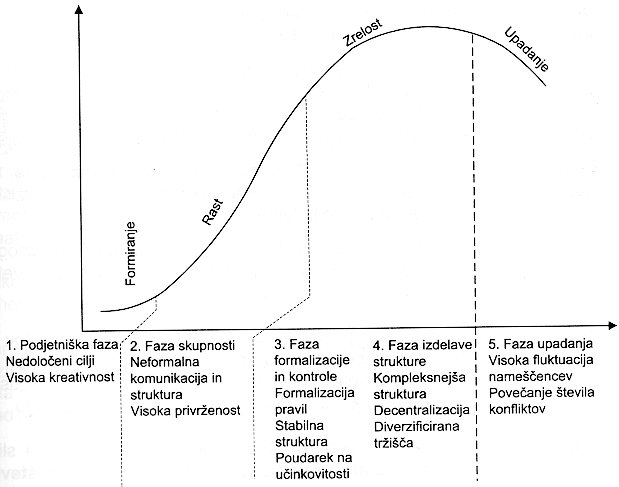 Formiranje
Rast
Zrelost
Upadanje
1. Podjetniška faza
Nedoločeni cilji
Visoka kreativnost
2. Faza skupnosti
Neformalna
komunikacija in
struktura
Visoka privrženost
3. Faza
formalizacije
in kontrole
Formalizacija
pravil
Stabilna
struktura
Poudarek na
učinkovitosti
4. Faza izdelave
strukture
Kompleksnejša
struktura
Decentralizacija
Diverzificirana
tržišča
5. Faza upadanja
Visoka fluktuacija
nameščencev
Povečanje števila
konfliktov